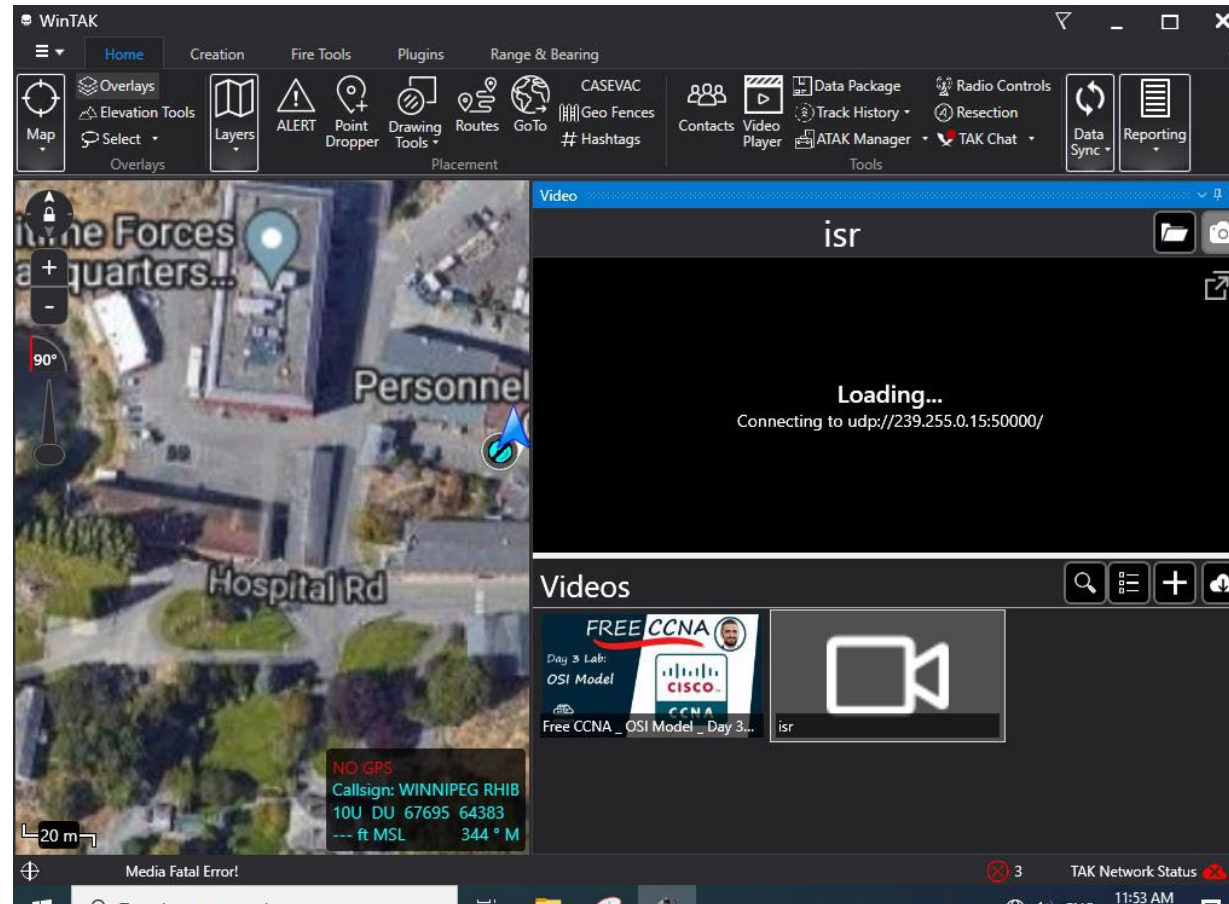 WinTAK
Home Creation Fire Tools Plugins Range & Bearing
Map
Overlays
Elevation Tools
Select
Overlays
Layers
ALERT
Point Dropper
Drawing Tools
Routes
GoTo
CASEVAC
Geo Fences
# Hashtags
Placement
Contacts
Video Player
Data Package
Track History
ATAK Manager
Radio Controls
Resection
TAK Chat
Tools
Data Sync
Reporting
Forces
Personnel
Hospital Rd
+
-
90°
NO GPS
Callsign: WINNIPEG RHIB
10U DU 67695 64383
--- ft MSL 344 ° M
20 m
Video
isr
Loading...
Connecting to udp://239.255.0.15:50000/
Videos
FREE CCNA
Day 3 Lab:
OSI Model
CISCO
CCNA
Free CCNA _ OSI Model _ Day 3...
isr
Media Fatal Error!
3
TAK Network Status
11:53 AM